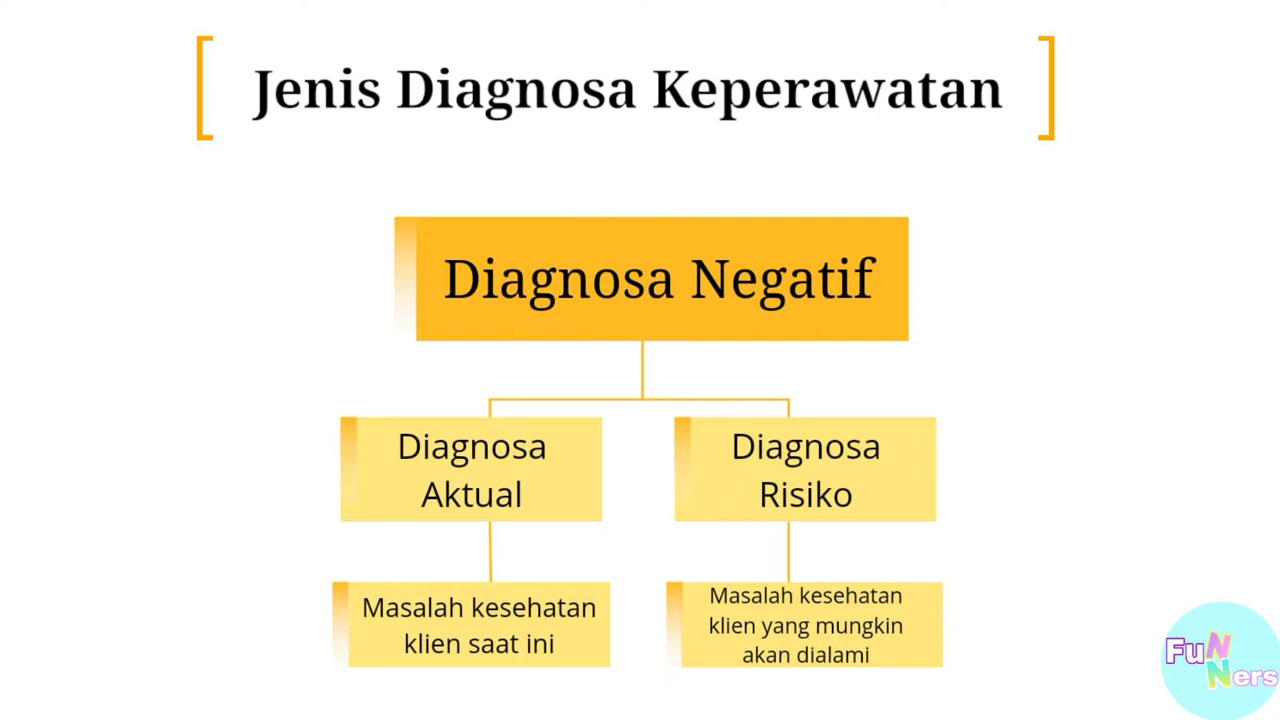 Jenis Diagnosa Keperawatan
Diagnosa Negatif
Diagnosa
Aktual
Diagnosa
Risiko
Masalah kesehatan
klien saat ini
Masalah kesehatan
klien yang mungkin
akan dialami
FuN
Ners